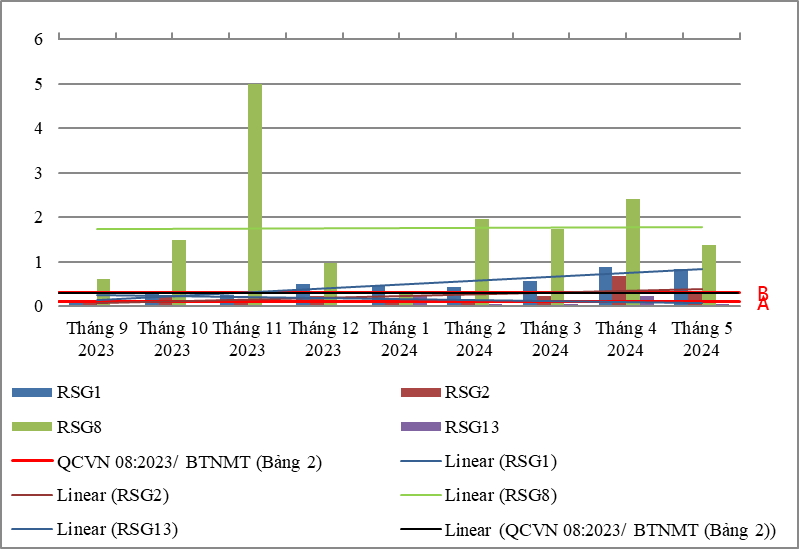 6
5
4
3
2
1
0
B
A
Tháng 9 2023
Tháng 10 2023
Tháng 11 2023
Tháng 12 2023
Tháng 1 2024
Tháng 2 2024
Tháng 3 2024
Tháng 4 2024
Tháng 5 2024
RSG1
RSG2
RSG8
RSG13
QCVN 08:2023/ BTNMT (Bảng 2)
Linear (RSG1)
Linear (RSG2)
Linear (RSG8)
Linear (RSG13)
Linear (QCVN 08:2023/ BTNMT (Bảng 2))